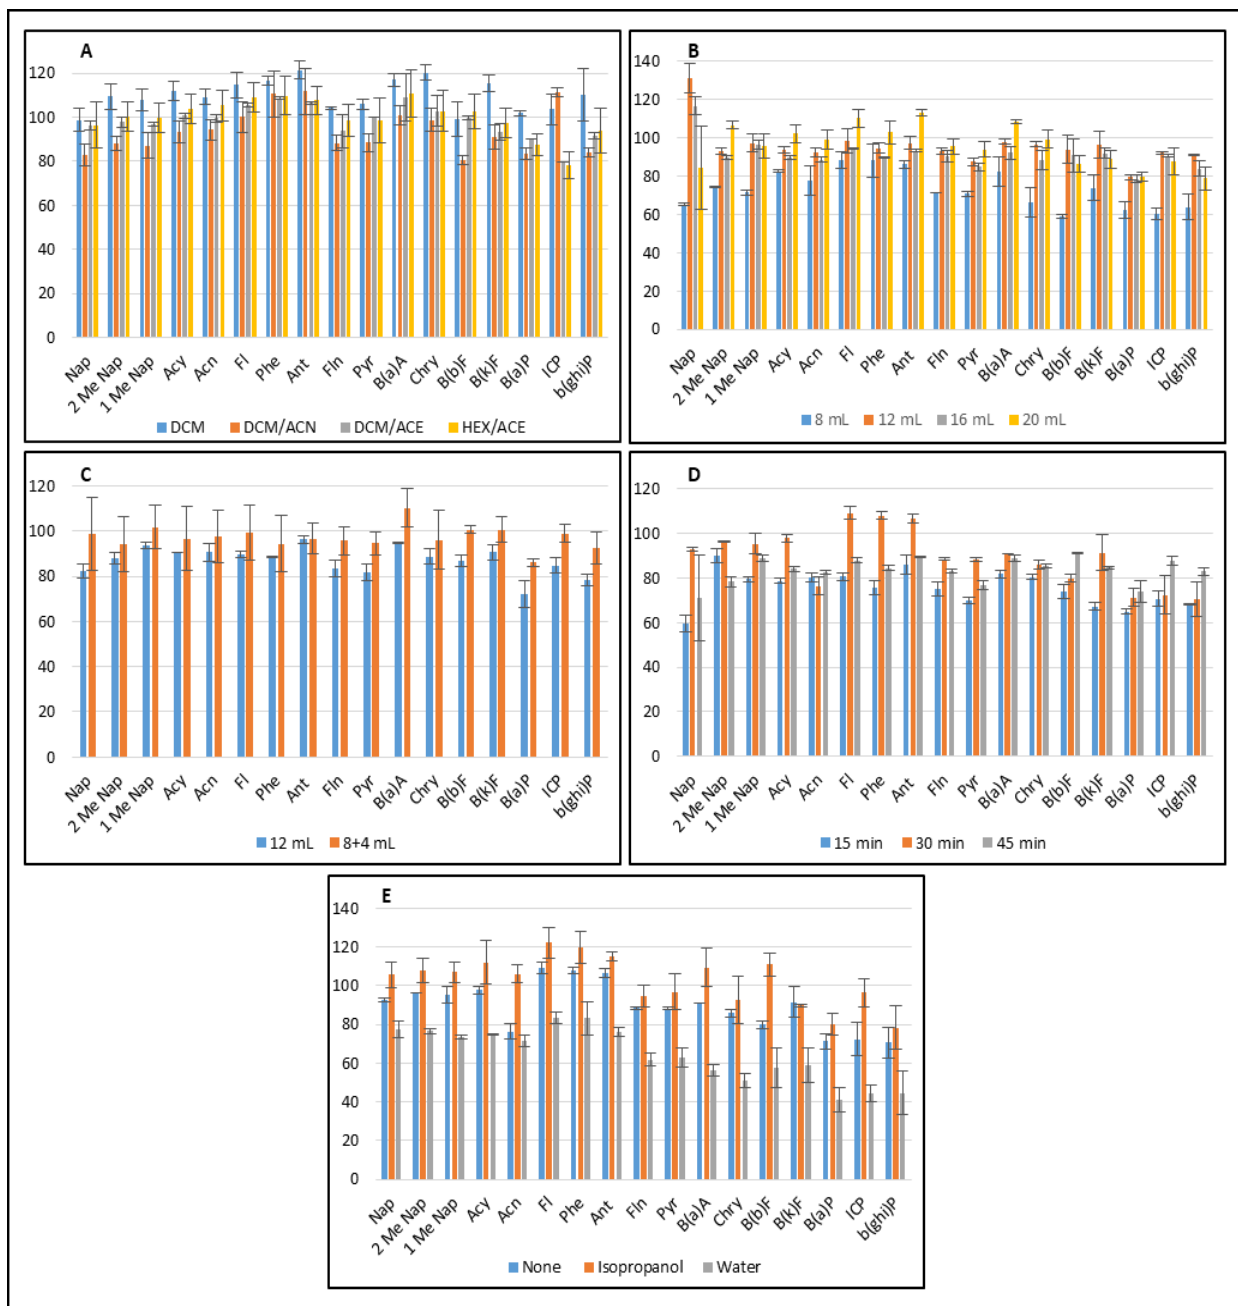 A
120
100
80
60
40
20
0
Nap 2 Me Nap 1 Me Nap Acy Acn Fl Phe Ant Fln Pyr B(a)A Chry B(b)F B(k)F B(a)P ICP b(ghi)P
DCM DCM/ACN DCM/ACE HEX/ACE
B
140
120
100
80
60
40
20
0
Nap 2 Me Nap 1 Me Nap Acy Acn Fl Phe Ant Fln Pyr B(a)A Chry B(b)F B(k)F B(a)P ICP b(ghi)P
8 mL 12 mL 16 mL 20 mL
C
120
100
80
60
40
20
0
Nap 2 Me Nap 1 Me Nap Acy Acn Fl Phe Ant Fln Pyr B(a)A Chry B(b)F B(k)F B(a)P ICP b(ghi)P
12 mL 8+4 mL
D
120
100
80
60
40
20
0
Nap 2 Me Nap 1 Me Nap Acy Acn Fl Phe Ant Fln Pyr B(a)A Chry B(b)F B(k)F B(a)P ICP b(ghi)P
15 min 30 min 45 min
E
140
120
100
80
60
40
20
0
Nap 2 Me Nap 1 Me Nap Acy Acn Fl Phe Ant Fln Pyr B(a)A Chry B(b)F B(k)F B(a)P ICP b(ghi)P
None Isopropanol Water